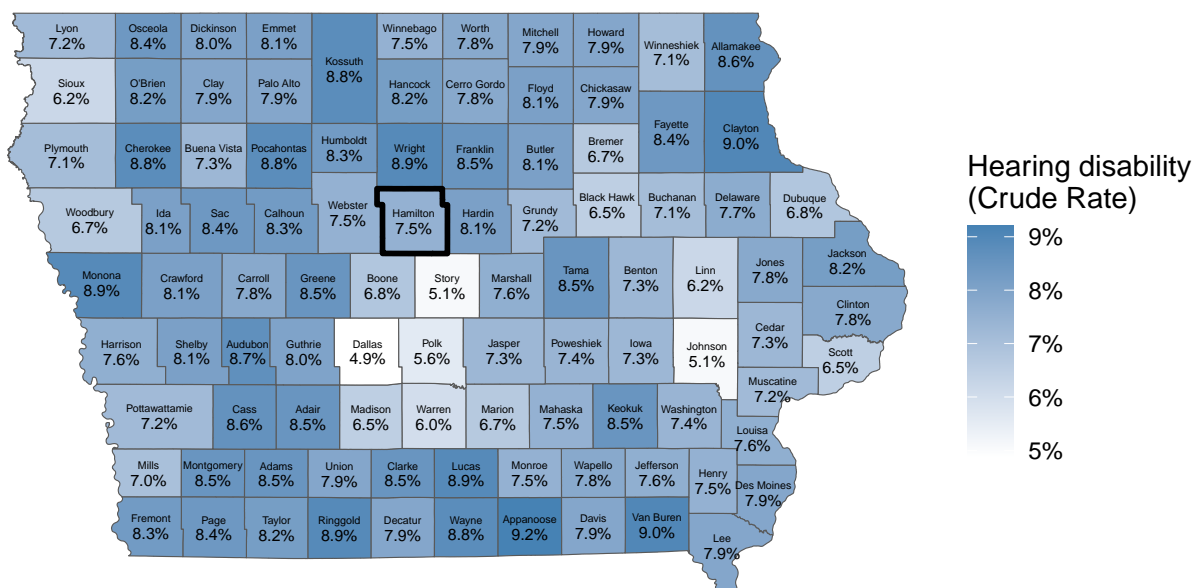 Lyon
7.2%
Osceola
8.4%
Dickinson
8.0%
Emmet
8.1%
Kossuth
8.8%
Winnebago
7.5%
Worth
7.8%
Mitchell
7.9%
Howard
7.9%
Winneshiek
7.1%
Allamakee
8.6%
Sioux
6.2%
O'Brien
8.2%
Clay
7.9%
Palo Alto
7.9%
Hancock
8.2%
Cerro Gordo
7.8%
Floyd
8.1%
Chickasaw
7.9%
Fayette
8.4%
Clayton
9.0%
Plymouth
7.1%
Cherokee
8.8%
Buena Vista
7.3%
Pocahontas
8.8%
Humboldt
8.3%
Wright
8.9%
Franklin
8.5%
Butler
8.1%
Bremer
6.7%
Woodbury
6.7%
Ida
8.1%
Sac
8.4%
Calhoun
8.3%
Webster
7.5%
Hamilton
7.5%
Hardin
8.1%
Grundy
7.2%
Black Hawk
6.5%
Buchanan
7.1%
Delaware
7.7%
Dubuque
6.8%
Monona
8.9%
Crawford
8.1%
Carroll
7.8%
Greene
8.5%
Boone
6.8%
Story
5.1%
Marshall
7.6%
Tama
8.5%
Benton
7.3%
Linn
6.2%
Jones
7.8%
Jackson
8.2%
Clinton
7.8%
Harrison
7.6%
Shelby
8.1%
Audubon
8.7%
Guthrie
8.0%
Dallas
4.9%
Polk
5.6%
Jasper
7.3%
Poweshiek
7.4%
Iowa
7.3%
Johnson
5.1%
Cedar
7.3%
Scott
6.5%
Muscatine
7.2%
Pottawattamie
7.2%
Cass
8.6%
Adair
8.5%
Madison
6.5%
Warren
6.0%
Marion
6.7%
Mahaska
7.5%
Keokuk
8.5%
Washington
7.4%
Louisa
7.6%
Mills
7.0%
Montgomery
8.5%
Adams
8.5%
Union
7.9%
Clarke
8.5%
Lucas
8.9%
Monroe
7.5%
Wapello
7.8%
Jefferson
7.6%
Henry
7.5%
Des Moines
7.9%
Fremont
8.3%
Page
8.4%
Taylor
8.2%
Ringgold
8.9%
Decatur
7.9%
Wayne
8.8%
Appanoose
9.2%
Davis
7.9%
Van Buren
9.0%
Lee
7.9%
Hearing disability
(Crude Rate)
9%
8%
7%
6%
5%